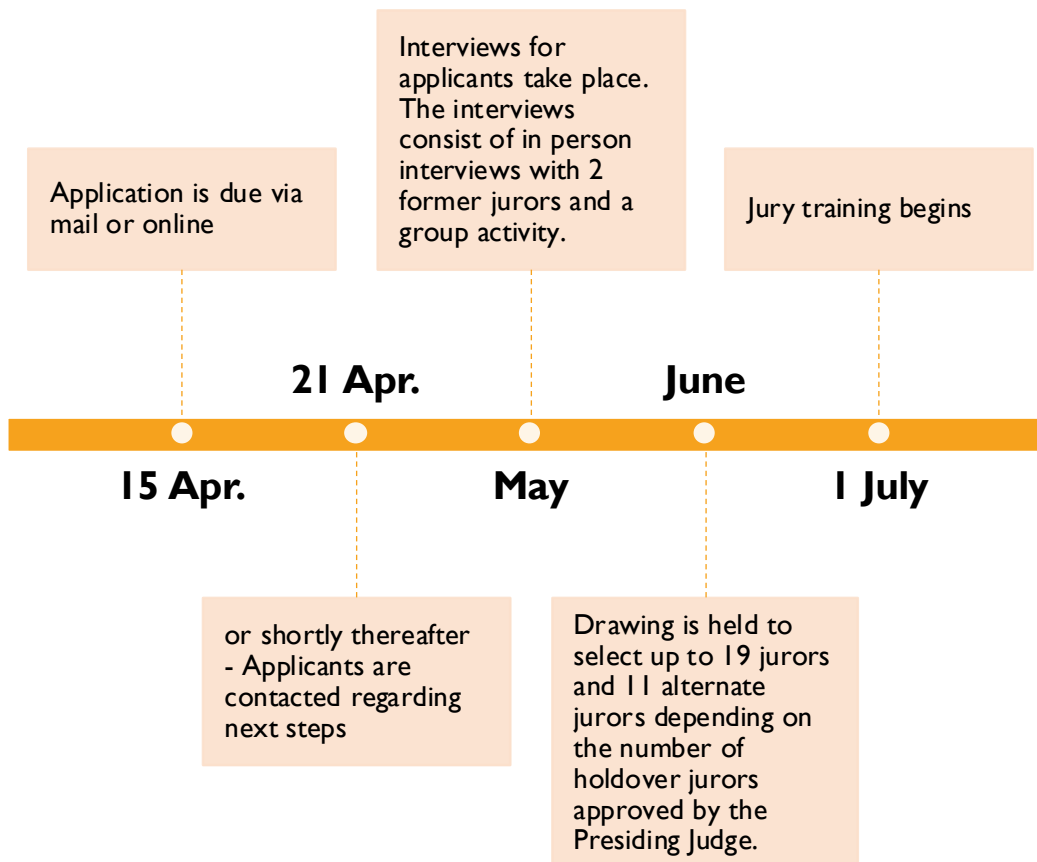 Interviews for
applicants take place.
The interviews
consist of in person
interviews with 2
former jurors and a
group activity.
Application is due via
mail or online
Jury training begins
21 Apr.
June
15 Apr.
May
1 July
or shortly thereafter
- Applicants are
contacted regarding
next steps
Drawing is held to
select up to 19 jurors
and 11 alternate
jurors depending on
the number of
holdover jurors
approved by the
Presiding Judge.